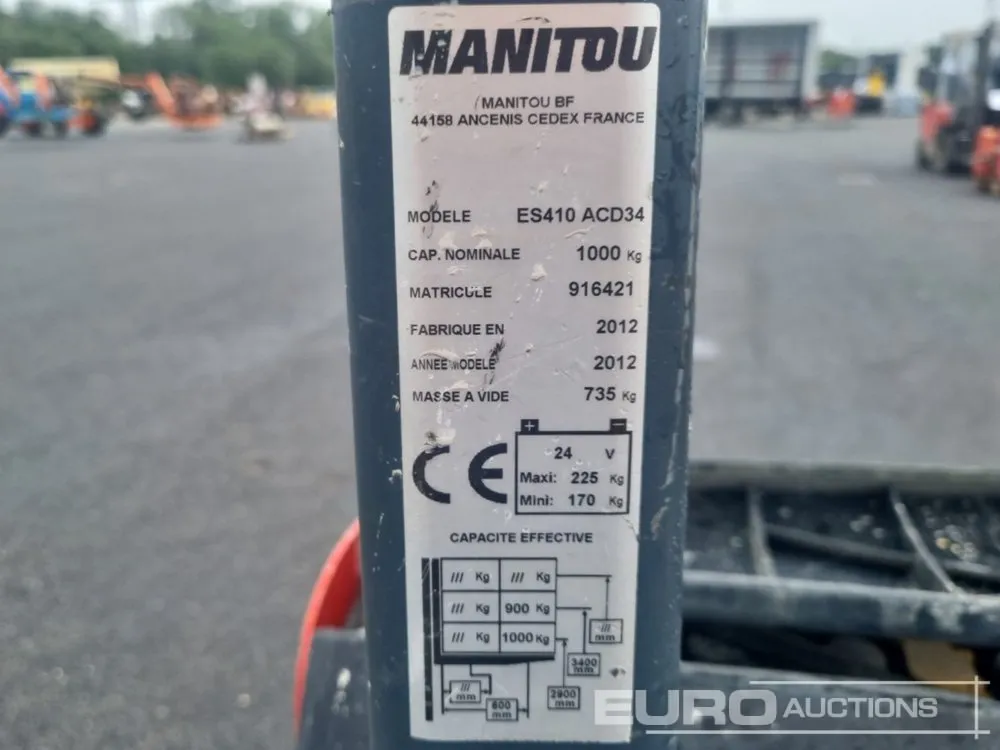 MANITOU
MANITOU BF
44158 ANCENIS CEDEX FRANCE
MODELE ES410 ACD34
CAP. NOMINALE 1000 Kg
MATRICULE 916421
FABRIQUE EN 2012
ANNEE MODELE 2012
MASSE A VIDE 735 Kg
+ −
24 V
CE
Maxi: 225 Kg
Mini: 170 Kg
CAPACITE EFFECTIVE
/// Kg /// Kg
/// Kg 900 Kg
/// Kg 1000 Kg
/// mm
3400 mm
/// mm
600 mm
2900 mm
EURO AUCTIONS